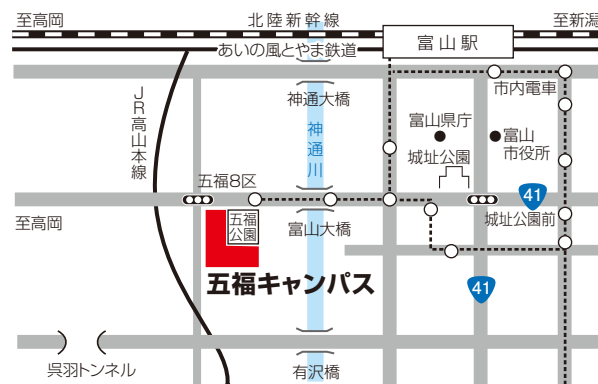 至高岡
北陸新幹線
至新潟
富山駅
あいの風とやま鉄道
市内電車
神通大橋
JR高山本線
神通川
富山県庁
富山
市役所
城址公園
五福8区
41
五福
公園
至高岡
富山大橋
城址公園前
五福キャンパス
41
呉羽トンネル
有沢橋